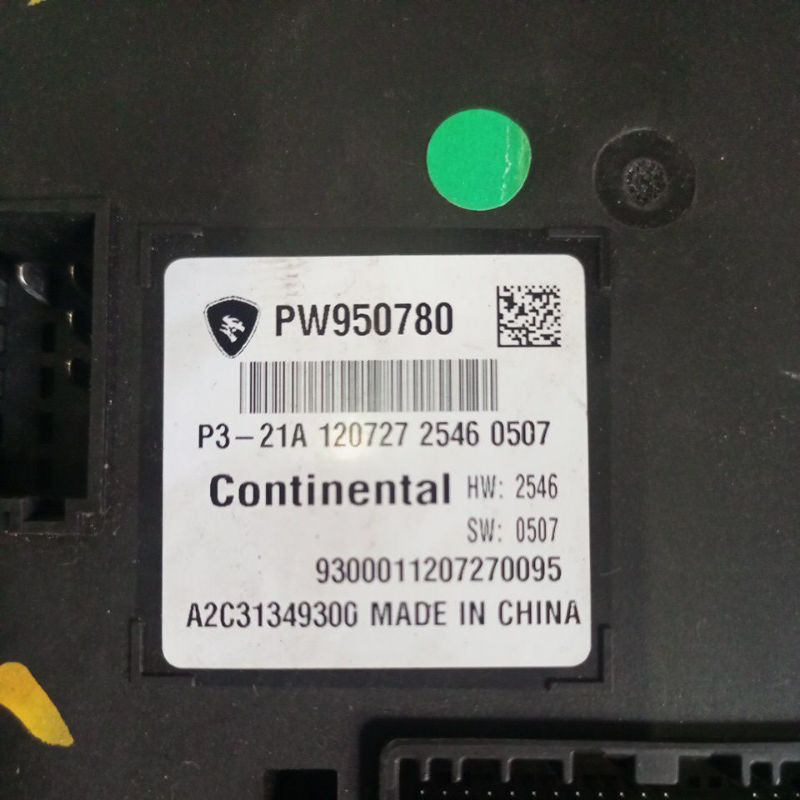 PW950780
P3-21A 120727 2546 0507
Continental HW: 2546
SW: 0507
9300011207270095
A2C31349300 MADE IN CHINA